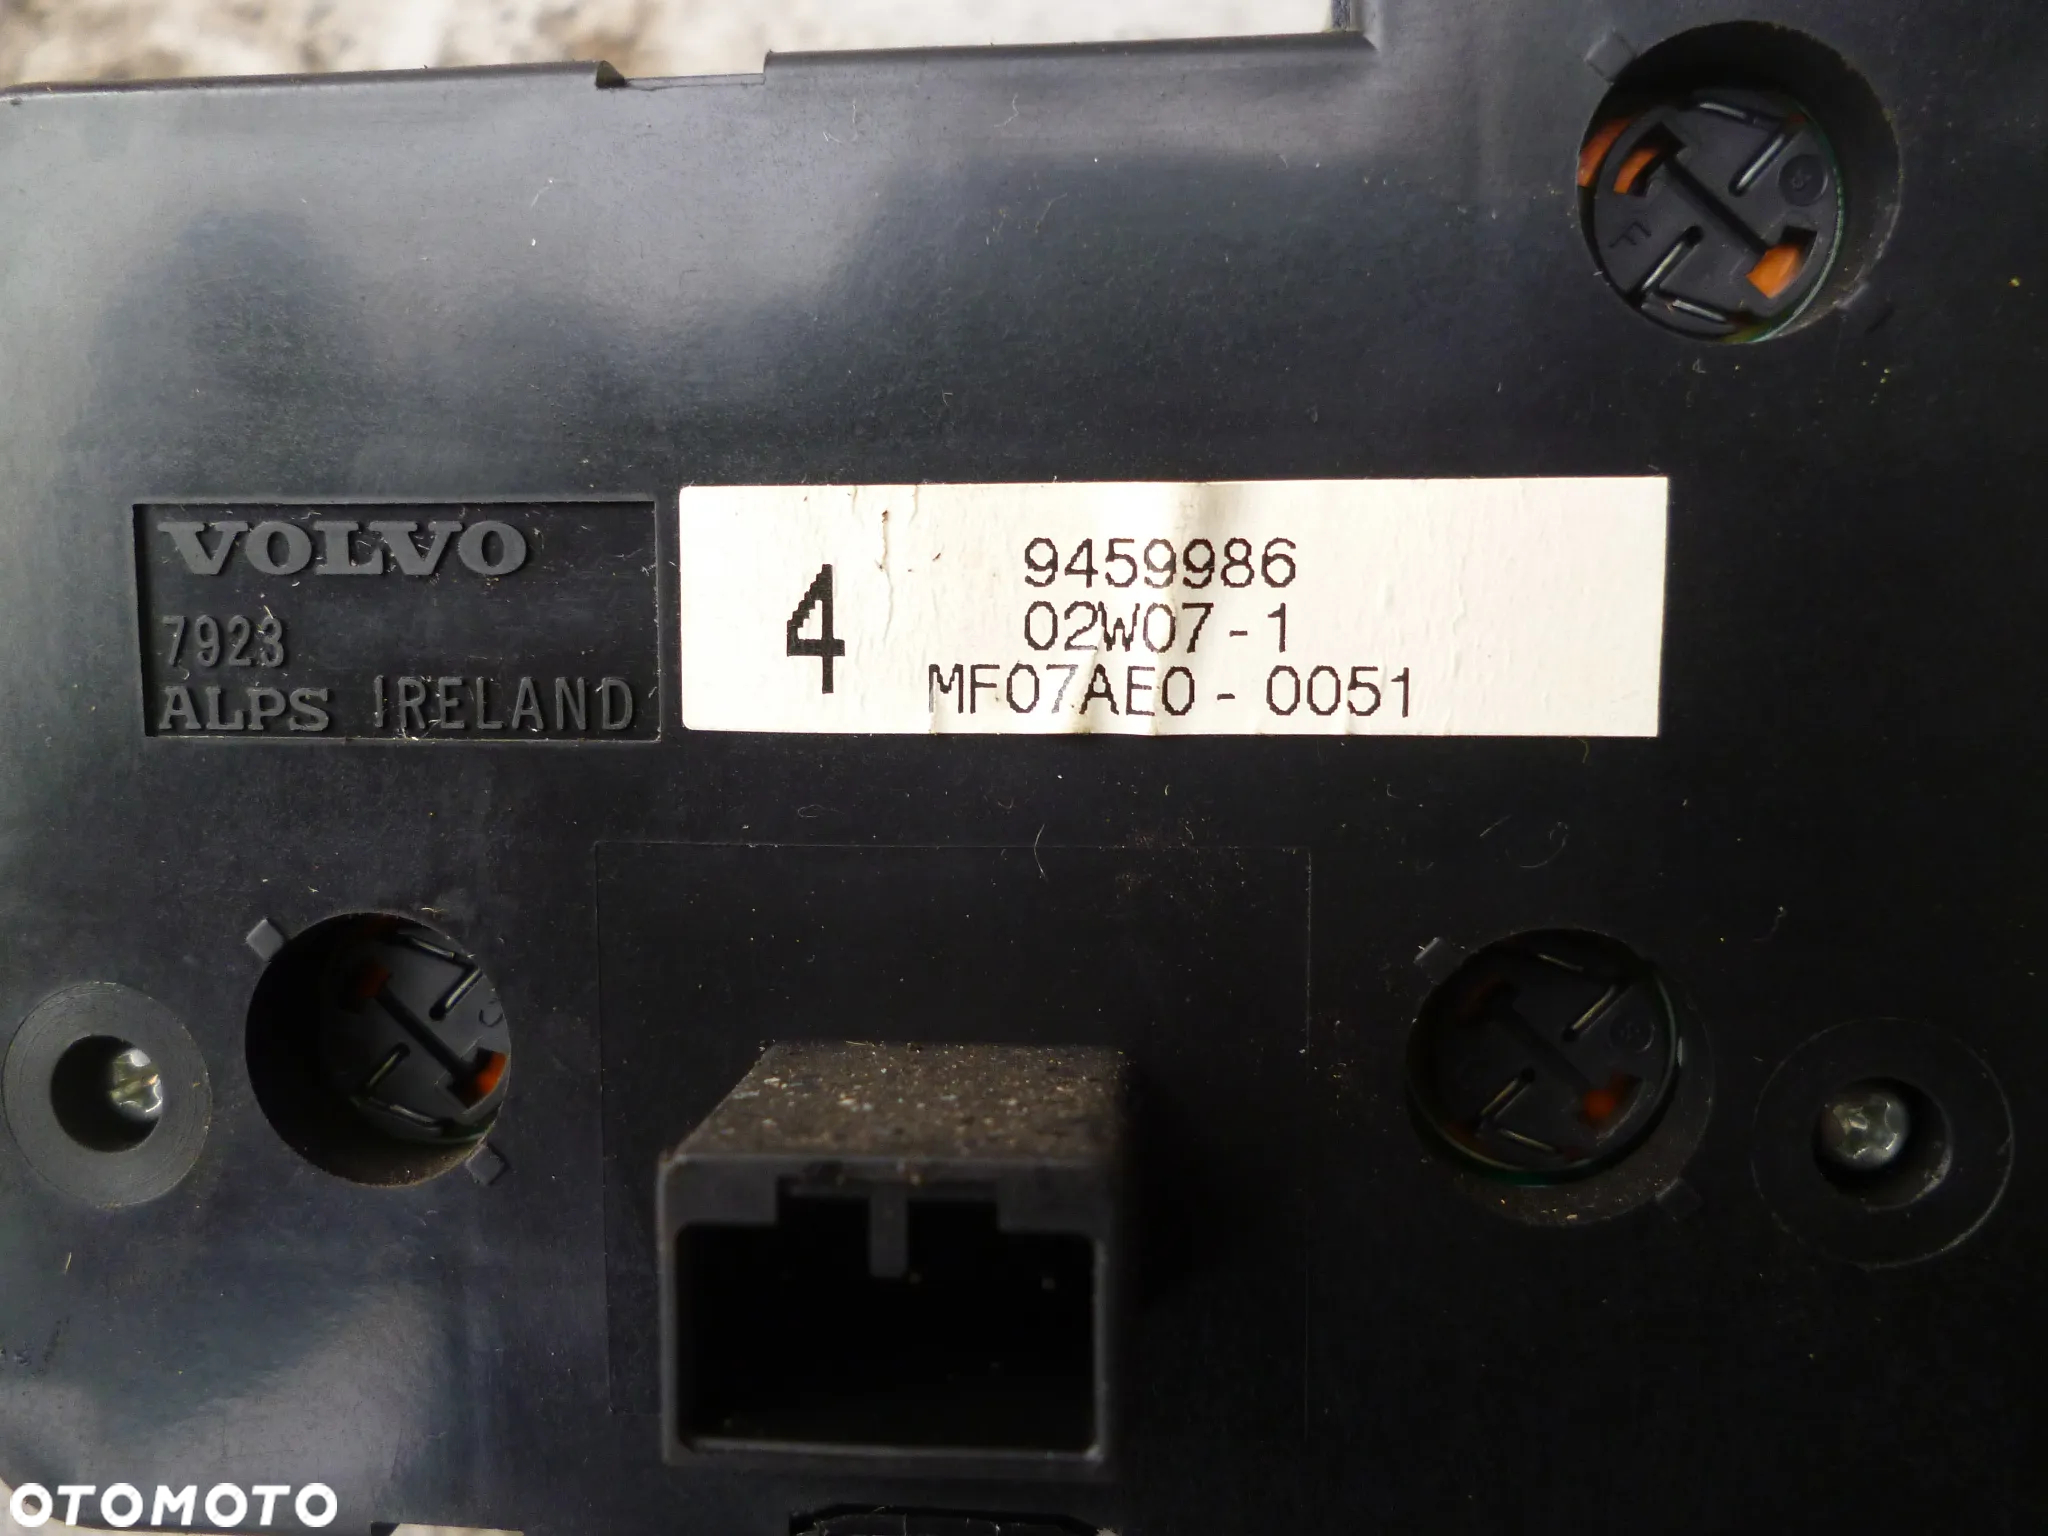 VOLVO
7923
ALPS IRELAND
4
9459986
02W07-1
MF07AE0-0051
F
OTOMOTO